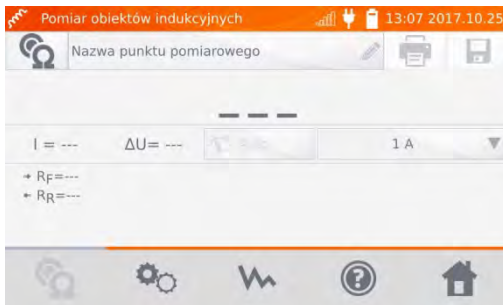 Pomiar obiektów indukcyjnych 13:07 2017.10.25
Nazwa punktu pomiarowego
---
I = --- ΔU= --- 1 A
→ RF=---
← RR=---